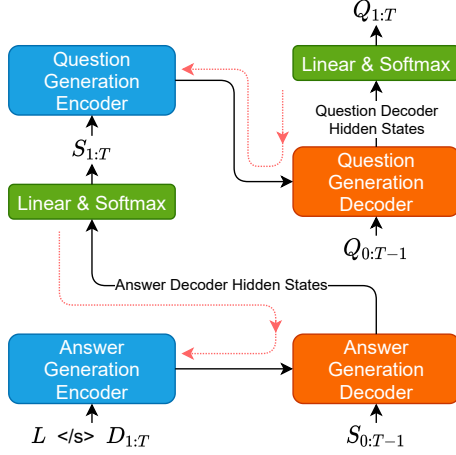 Q1:T
Linear & Softmax
Question Decoder
Hidden States
Question
Generation
Encoder
Question
Generation
Decoder
S1:T
Linear & Softmax
Q0:T−1
Answer Decoder Hidden States
Answer
Generation
Encoder
Answer
Generation
Decoder
L </s> D1:T
S0:T−1